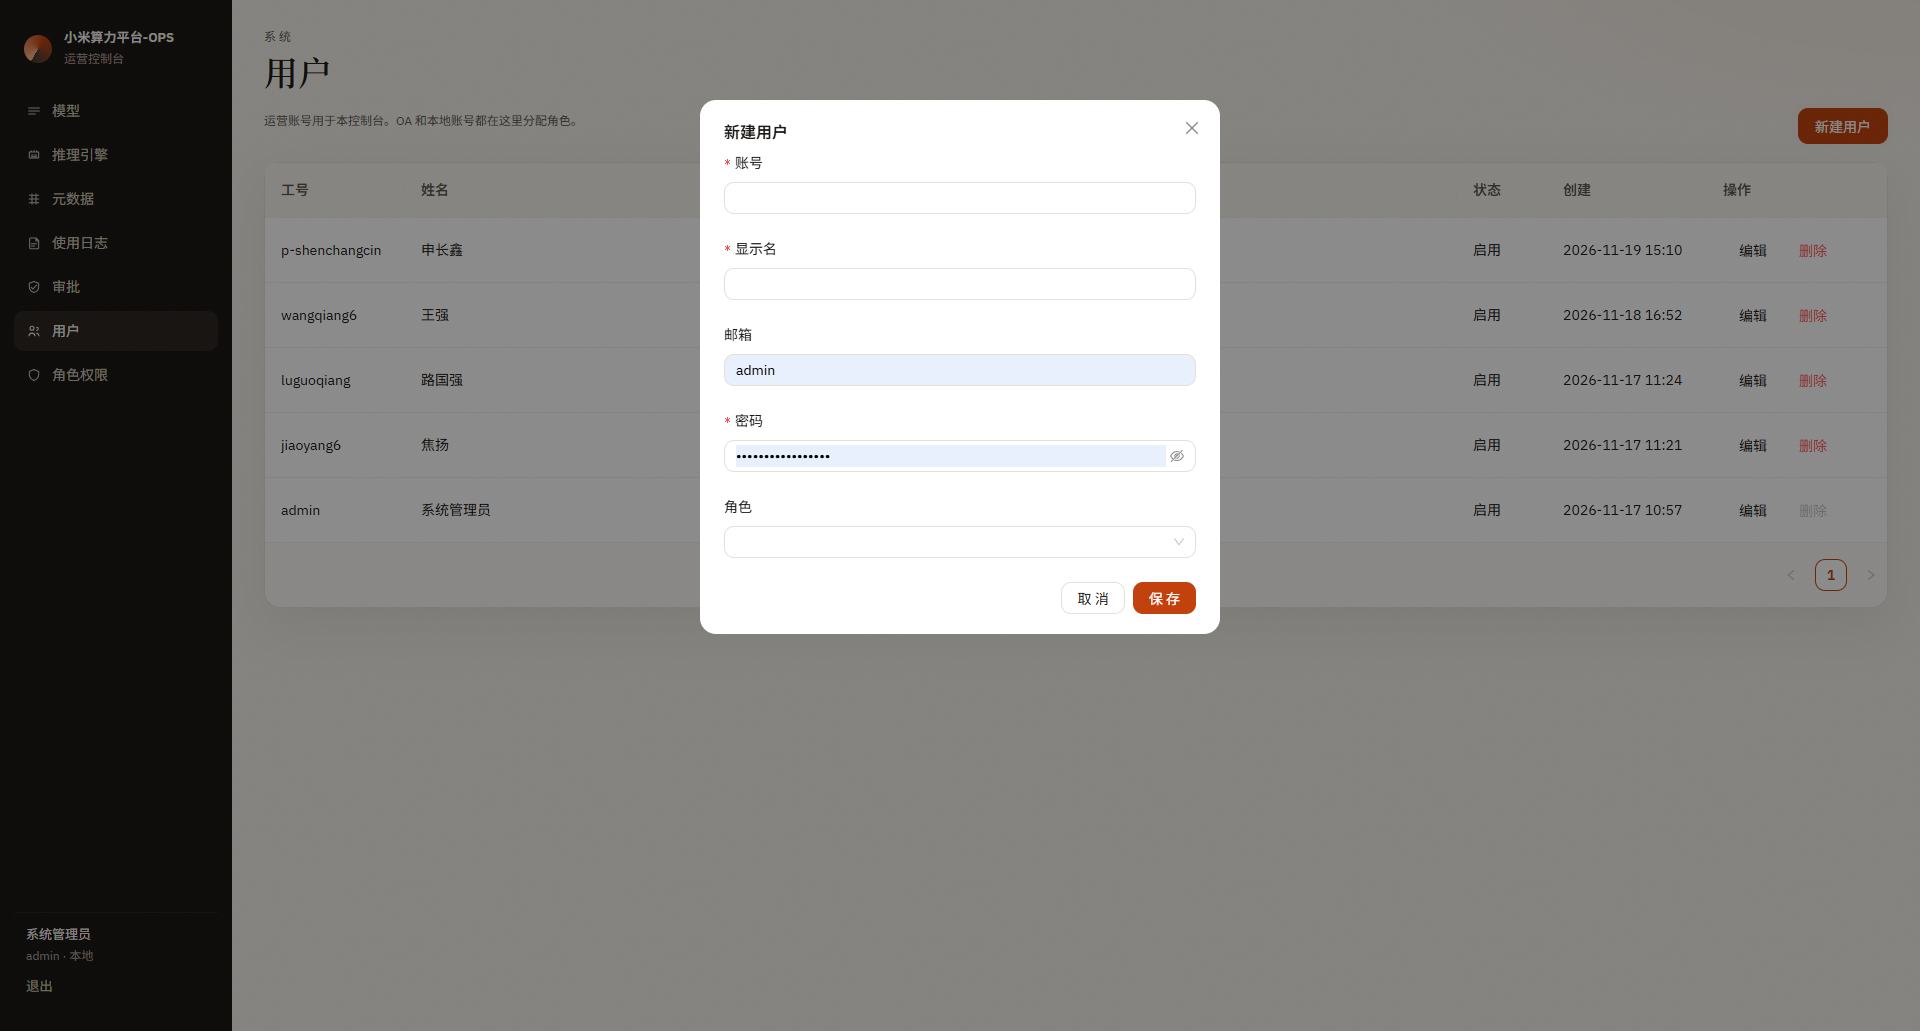 小米算力平台-OPS
运营控制台
模型
推理引擎
元数据
使用日志
审批
用户
角色权限
系统管理员
admin · 本地
退出
系统
用户
运营账号用于本控制台。OA 和本地账号都在这里分配角色。
新建用户
工号 姓名 状态 创建 操作
p-shenchangcin 申长鑫 启用 2026-11-19 15:10 编辑 删除
wangqiang6 王强 启用 2026-11-18 16:52 编辑 删除
luguoqiang 路国强 启用 2026-11-17 11:24 编辑 删除
jiaoyang6 焦扬 启用 2026-11-17 11:21 编辑 删除
admin 系统管理员 启用 2026-11-17 10:57 编辑 删除
1
新建用户
* 账号
* 显示名
邮箱
admin
* 密码
•••••••••••••••••
角色
取消 保存